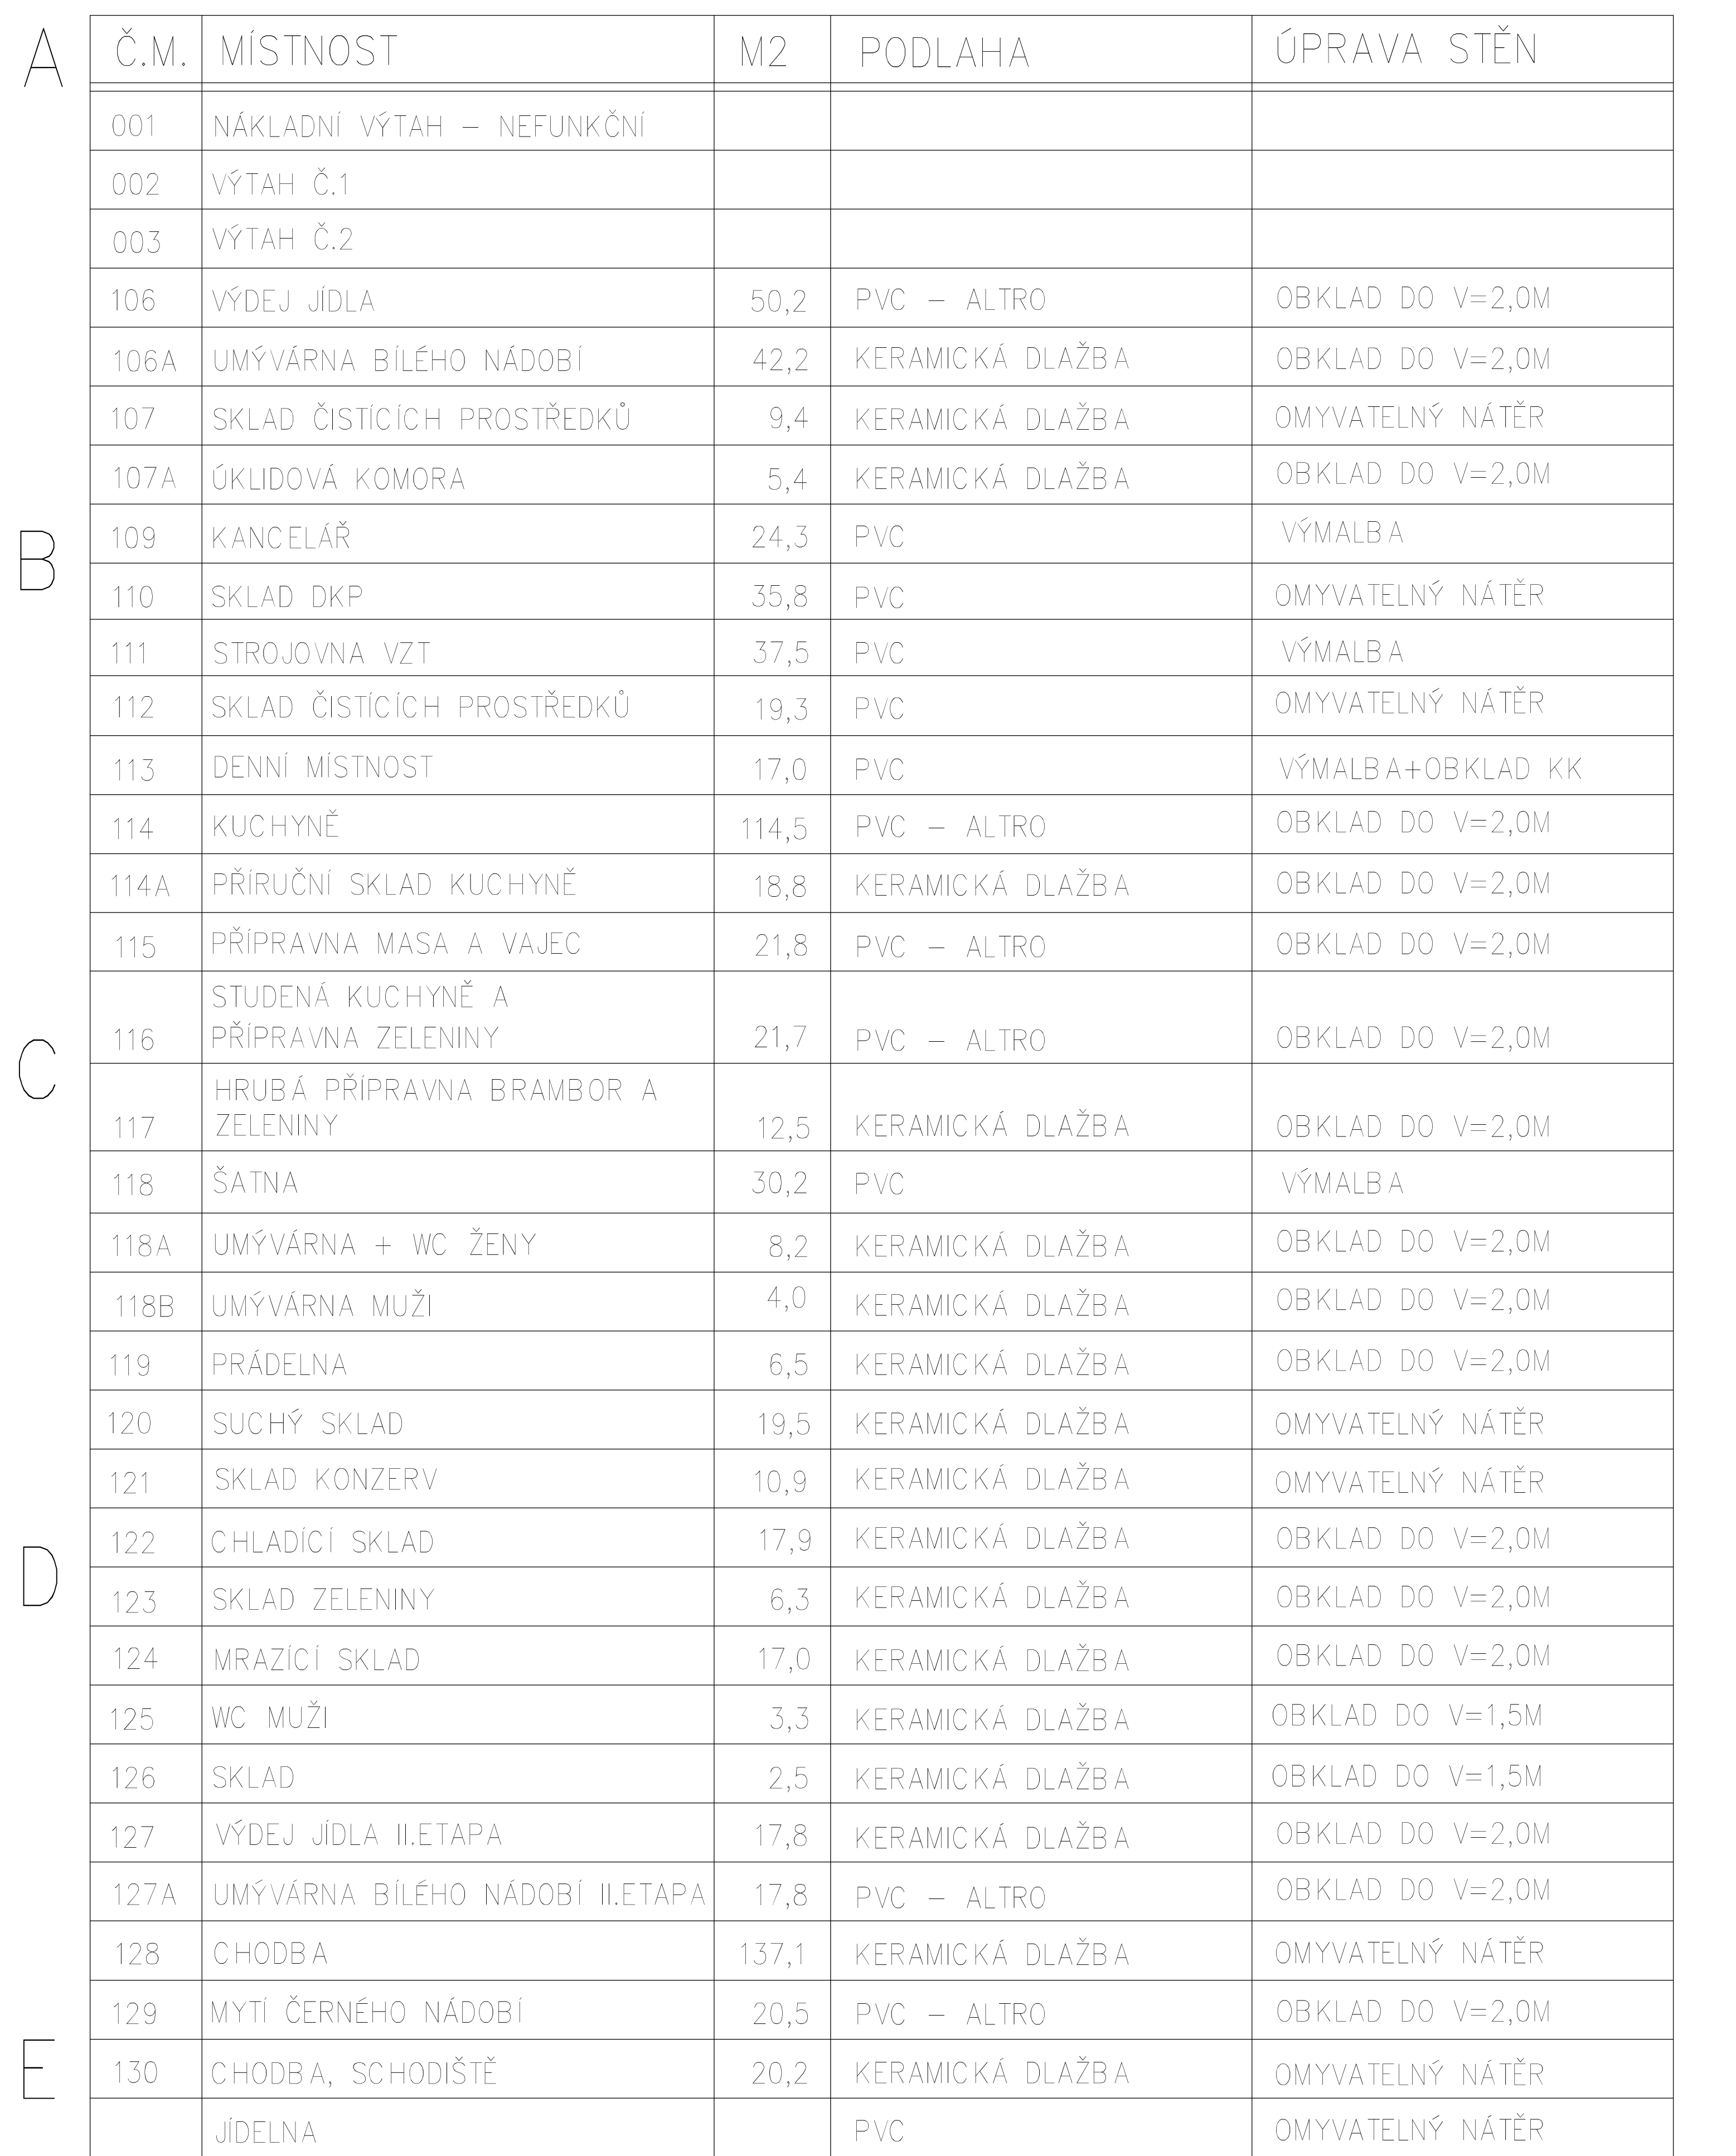 A
Č.M. MÍSTNOST M2 PODLAHA ÚPRAVA STĚN
001 NÁKLADNÍ VÝTAH – NEFUNKČNÍ
002 VÝTAH Č.1
003 VÝTAH Č.2
106 VÝDEJ JÍDLA 50,2 PVC – ALTRO OBKLAD DO V=2,0M
106A UMÝVÁRNA BÍLÉHO NÁDOBÍ 42,2 KERAMICKÁ DLAŽBA OBKLAD DO V=2,0M
107 SKLAD ČISTÍCÍCH PROSTŘEDKŮ 9,4 KERAMICKÁ DLAŽBA OMYVATELNÝ NÁTĚR
107A ÚKLIDOVÁ KOMORA 5,4 KERAMICKÁ DLAŽBA OBKLAD DO V=2,0M
B
109 KANCELÁŘ 24,3 PVC VÝMALBA
110 SKLAD DKP 35,8 PVC OMYVATELNÝ NÁTĚR
111 STROJOVNA VZT 37,5 PVC VÝMALBA
112 SKLAD ČISTÍCÍCH PROSTŘEDKŮ 19,3 PVC OMYVATELNÝ NÁTĚR
113 DENNÍ MÍSTNOST 17,0 PVC VÝMALBA+OBKLAD KK
114 KUCHYNĚ 114,5 PVC – ALTRO OBKLAD DO V=2,0M
114A PŘÍRUČNÍ SKLAD KUCHYNĚ 18,8 KERAMICKÁ DLAŽBA OBKLAD DO V=2,0M
115 PŘÍPRAVNA MASA A VAJEC 21,8 PVC – ALTRO OBKLAD DO V=2,0M
STUDENÁ KUCHYNĚ A
116 PŘÍPRAVNA ZELENINY 21,7 PVC – ALTRO OBKLAD DO V=2,0M
C
HRUBÁ PŘÍPRAVNA BRAMBOR A
117 ZELENINY 12,5 KERAMICKÁ DLAŽBA OBKLAD DO V=2,0M
118 ŠATNA 30,2 PVC VÝMALBA
118A UMÝVÁRNA + WC ŽENY 8,2 KERAMICKÁ DLAŽBA OBKLAD DO V=2,0M
118B UMÝVÁRNA MUŽI 4,0 KERAMICKÁ DLAŽBA OBKLAD DO V=2,0M
119 PRÁDELNA 6,5 KERAMICKÁ DLAŽBA OBKLAD DO V=2,0M
120 SUCHÝ SKLAD 19,5 KERAMICKÁ DLAŽBA OMYVATELNÝ NÁTĚR
121 SKLAD KONZERV 10,9 KERAMICKÁ DLAŽBA OMYVATELNÝ NÁTĚR
122 CHLADÍCÍ SKLAD 17,9 KERAMICKÁ DLAŽBA OBKLAD DO V=2,0M
D
123 SKLAD ZELENINY 6,3 KERAMICKÁ DLAŽBA OBKLAD DO V=2,0M
124 MRAZÍCÍ SKLAD 17,0 KERAMICKÁ DLAŽBA OBKLAD DO V=2,0M
125 WC MUŽI 3,3 KERAMICKÁ DLAŽBA OBKLAD DO V=1,5M
126 SKLAD 2,5 KERAMICKÁ DLAŽBA OBKLAD DO V=1,5M
127 VÝDEJ JÍDLA II.ETAPA 17,8 KERAMICKÁ DLAŽBA OBKLAD DO V=2,0M
127A UMÝVÁRNA BÍLÉHO NÁDOBÍ II.ETAPA 17,8 PVC – ALTRO OBKLAD DO V=2,0M
128 CHODBA 137,1 KERAMICKÁ DLAŽBA OMYVATELNÝ NÁTĚR
129 MYTÍ ČERNÉHO NÁDOBÍ 20,5 PVC – ALTRO OBKLAD DO V=2,0M
E
130 CHODBA, SCHODIŠTĚ 20,2 KERAMICKÁ DLAŽBA OMYVATELNÝ NÁTĚR
JÍDELNA PVC OMYVATELNÝ NÁTĚR